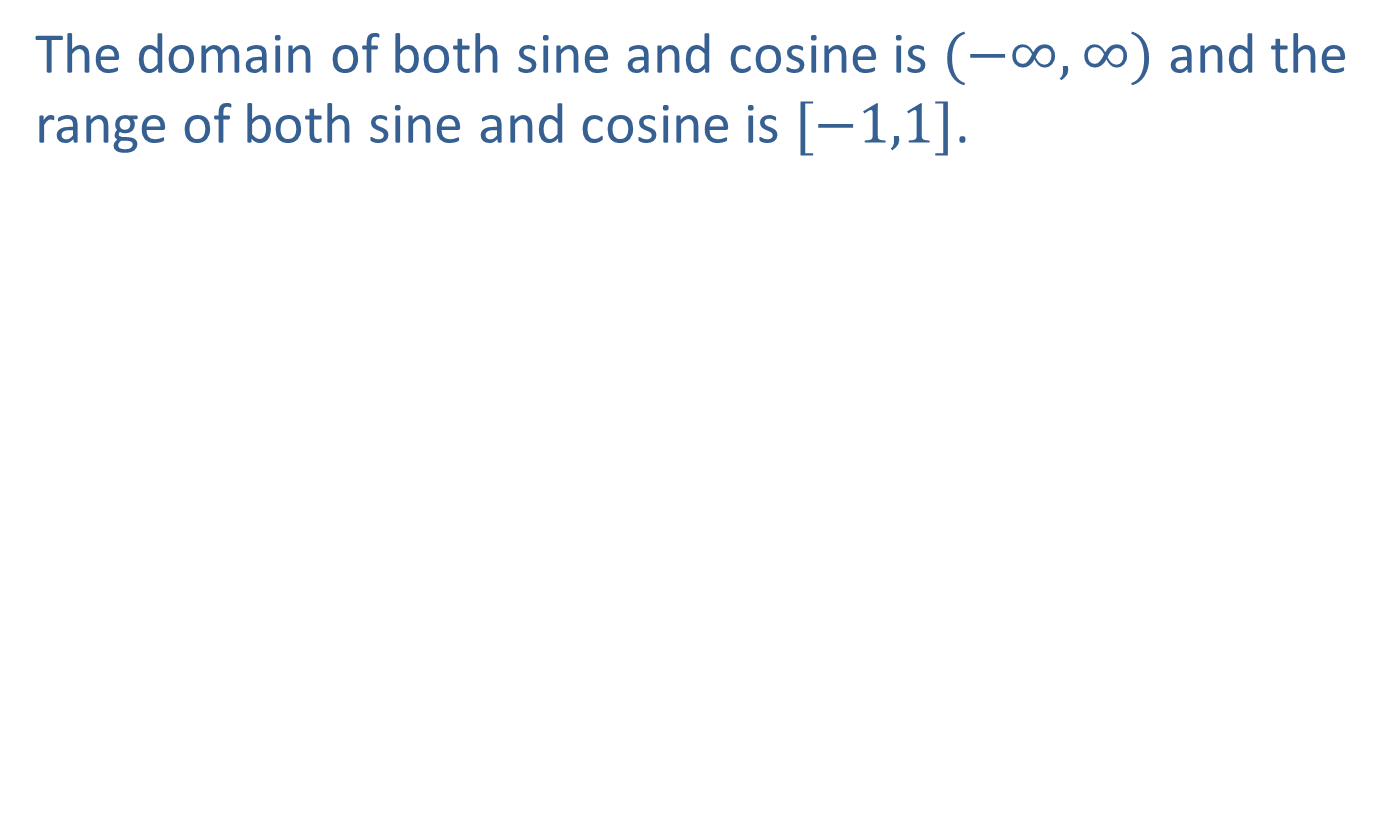 The domain of both sine and cosine is (−∞, ∞) and the
range of both sine and cosine is [−1,1].